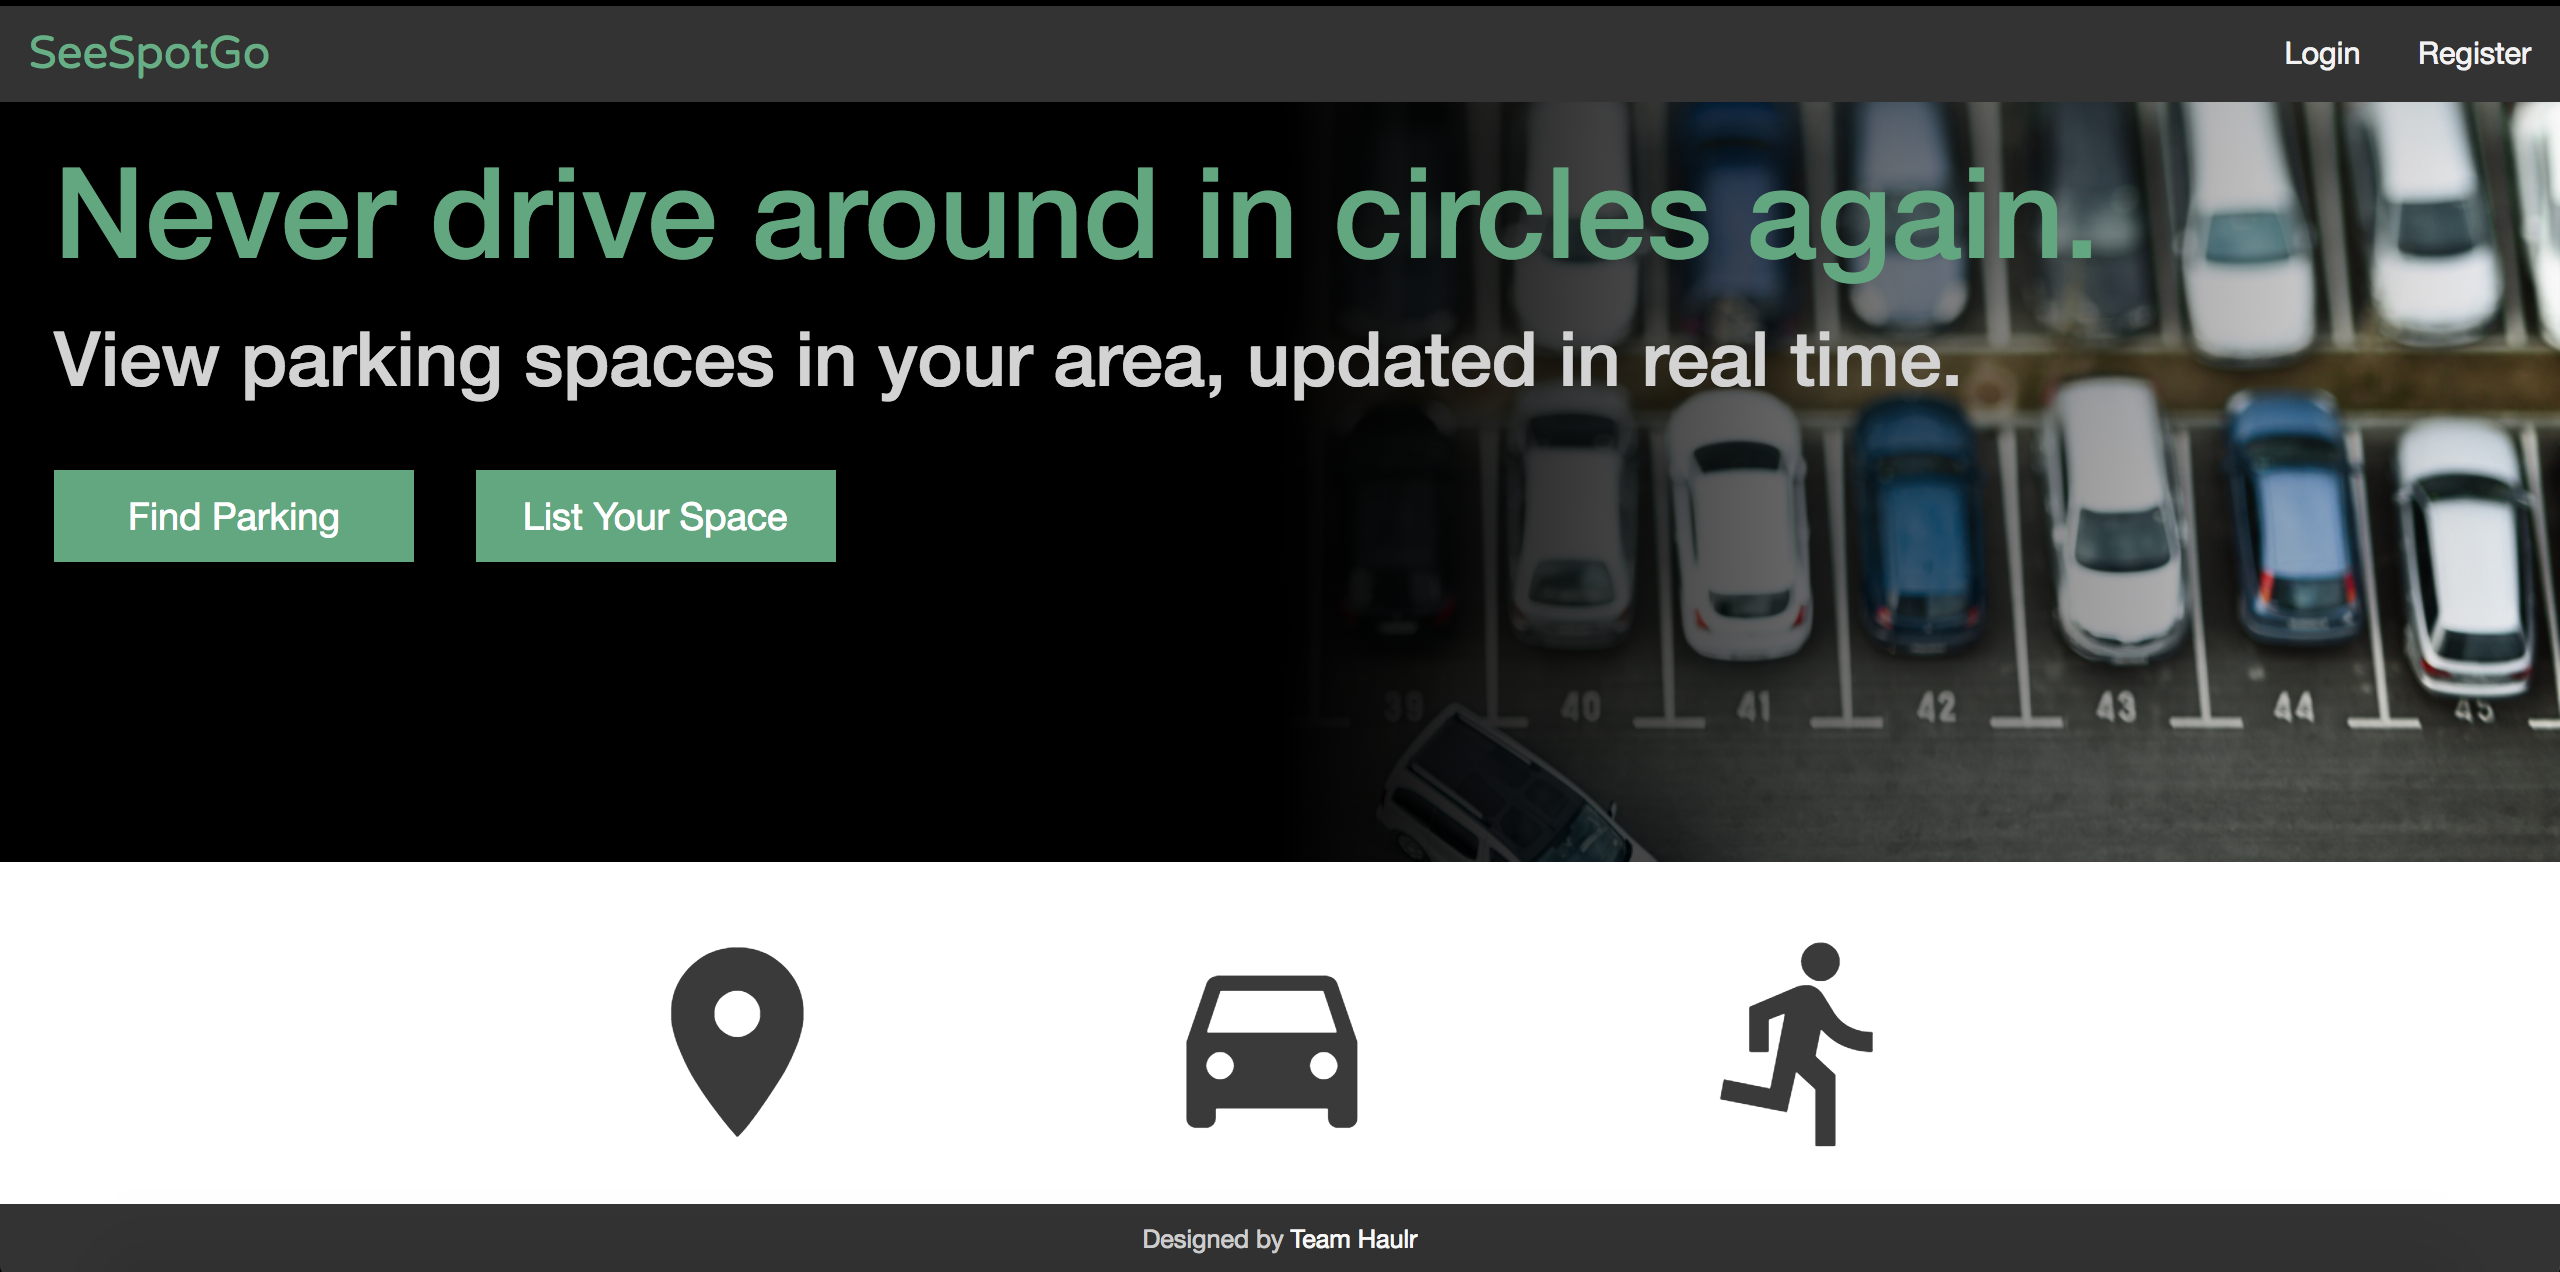 SeeSpotGo
Login
Register
Never drive around in circles again.
View parking spaces in your area, updated in real time.
Find Parking
List Your Space
39
40
41
42
43
44
45
Designed by Team Haulr